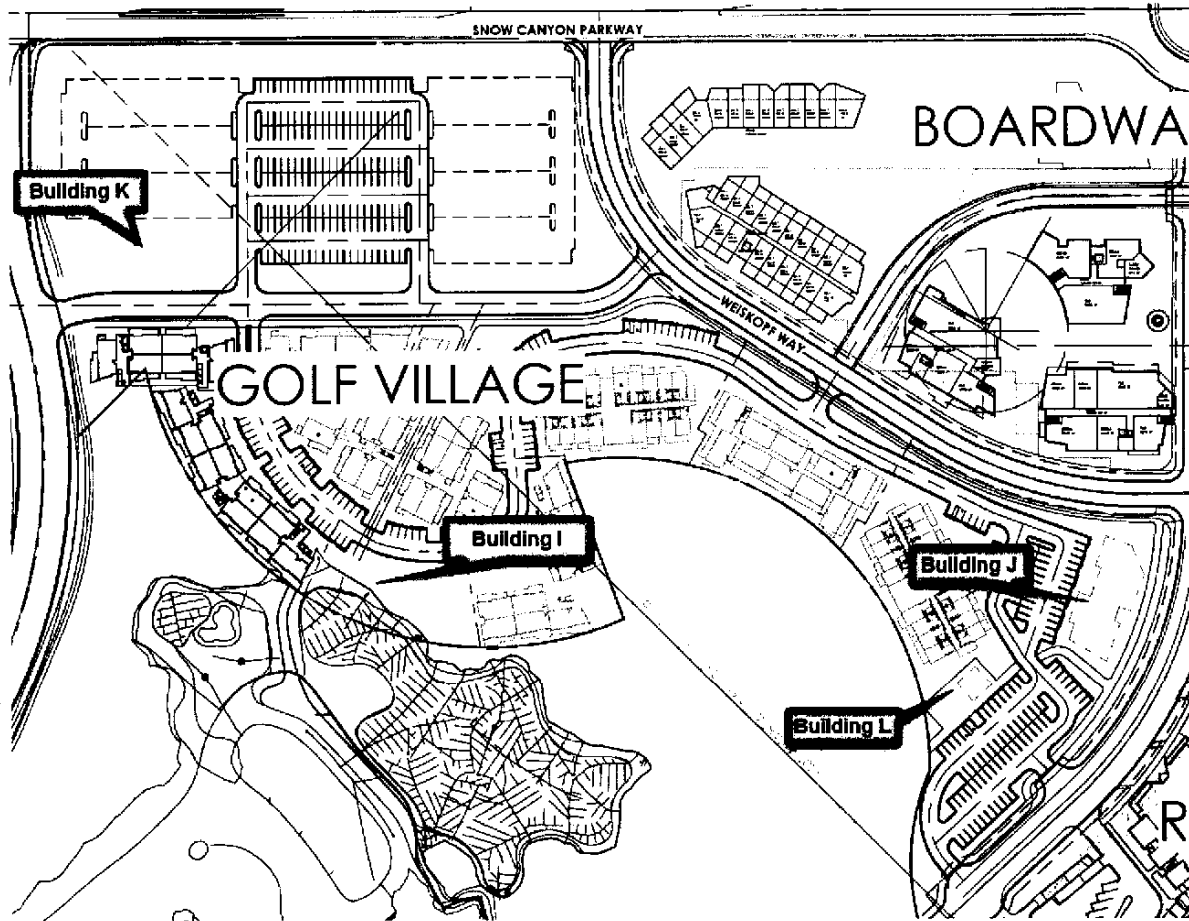 SNOW CANYON PARKWAY
BOARDWA
Building K
WEISKOPF WAY
GOLF VILLAGE
Building I
Building J
Building L
R